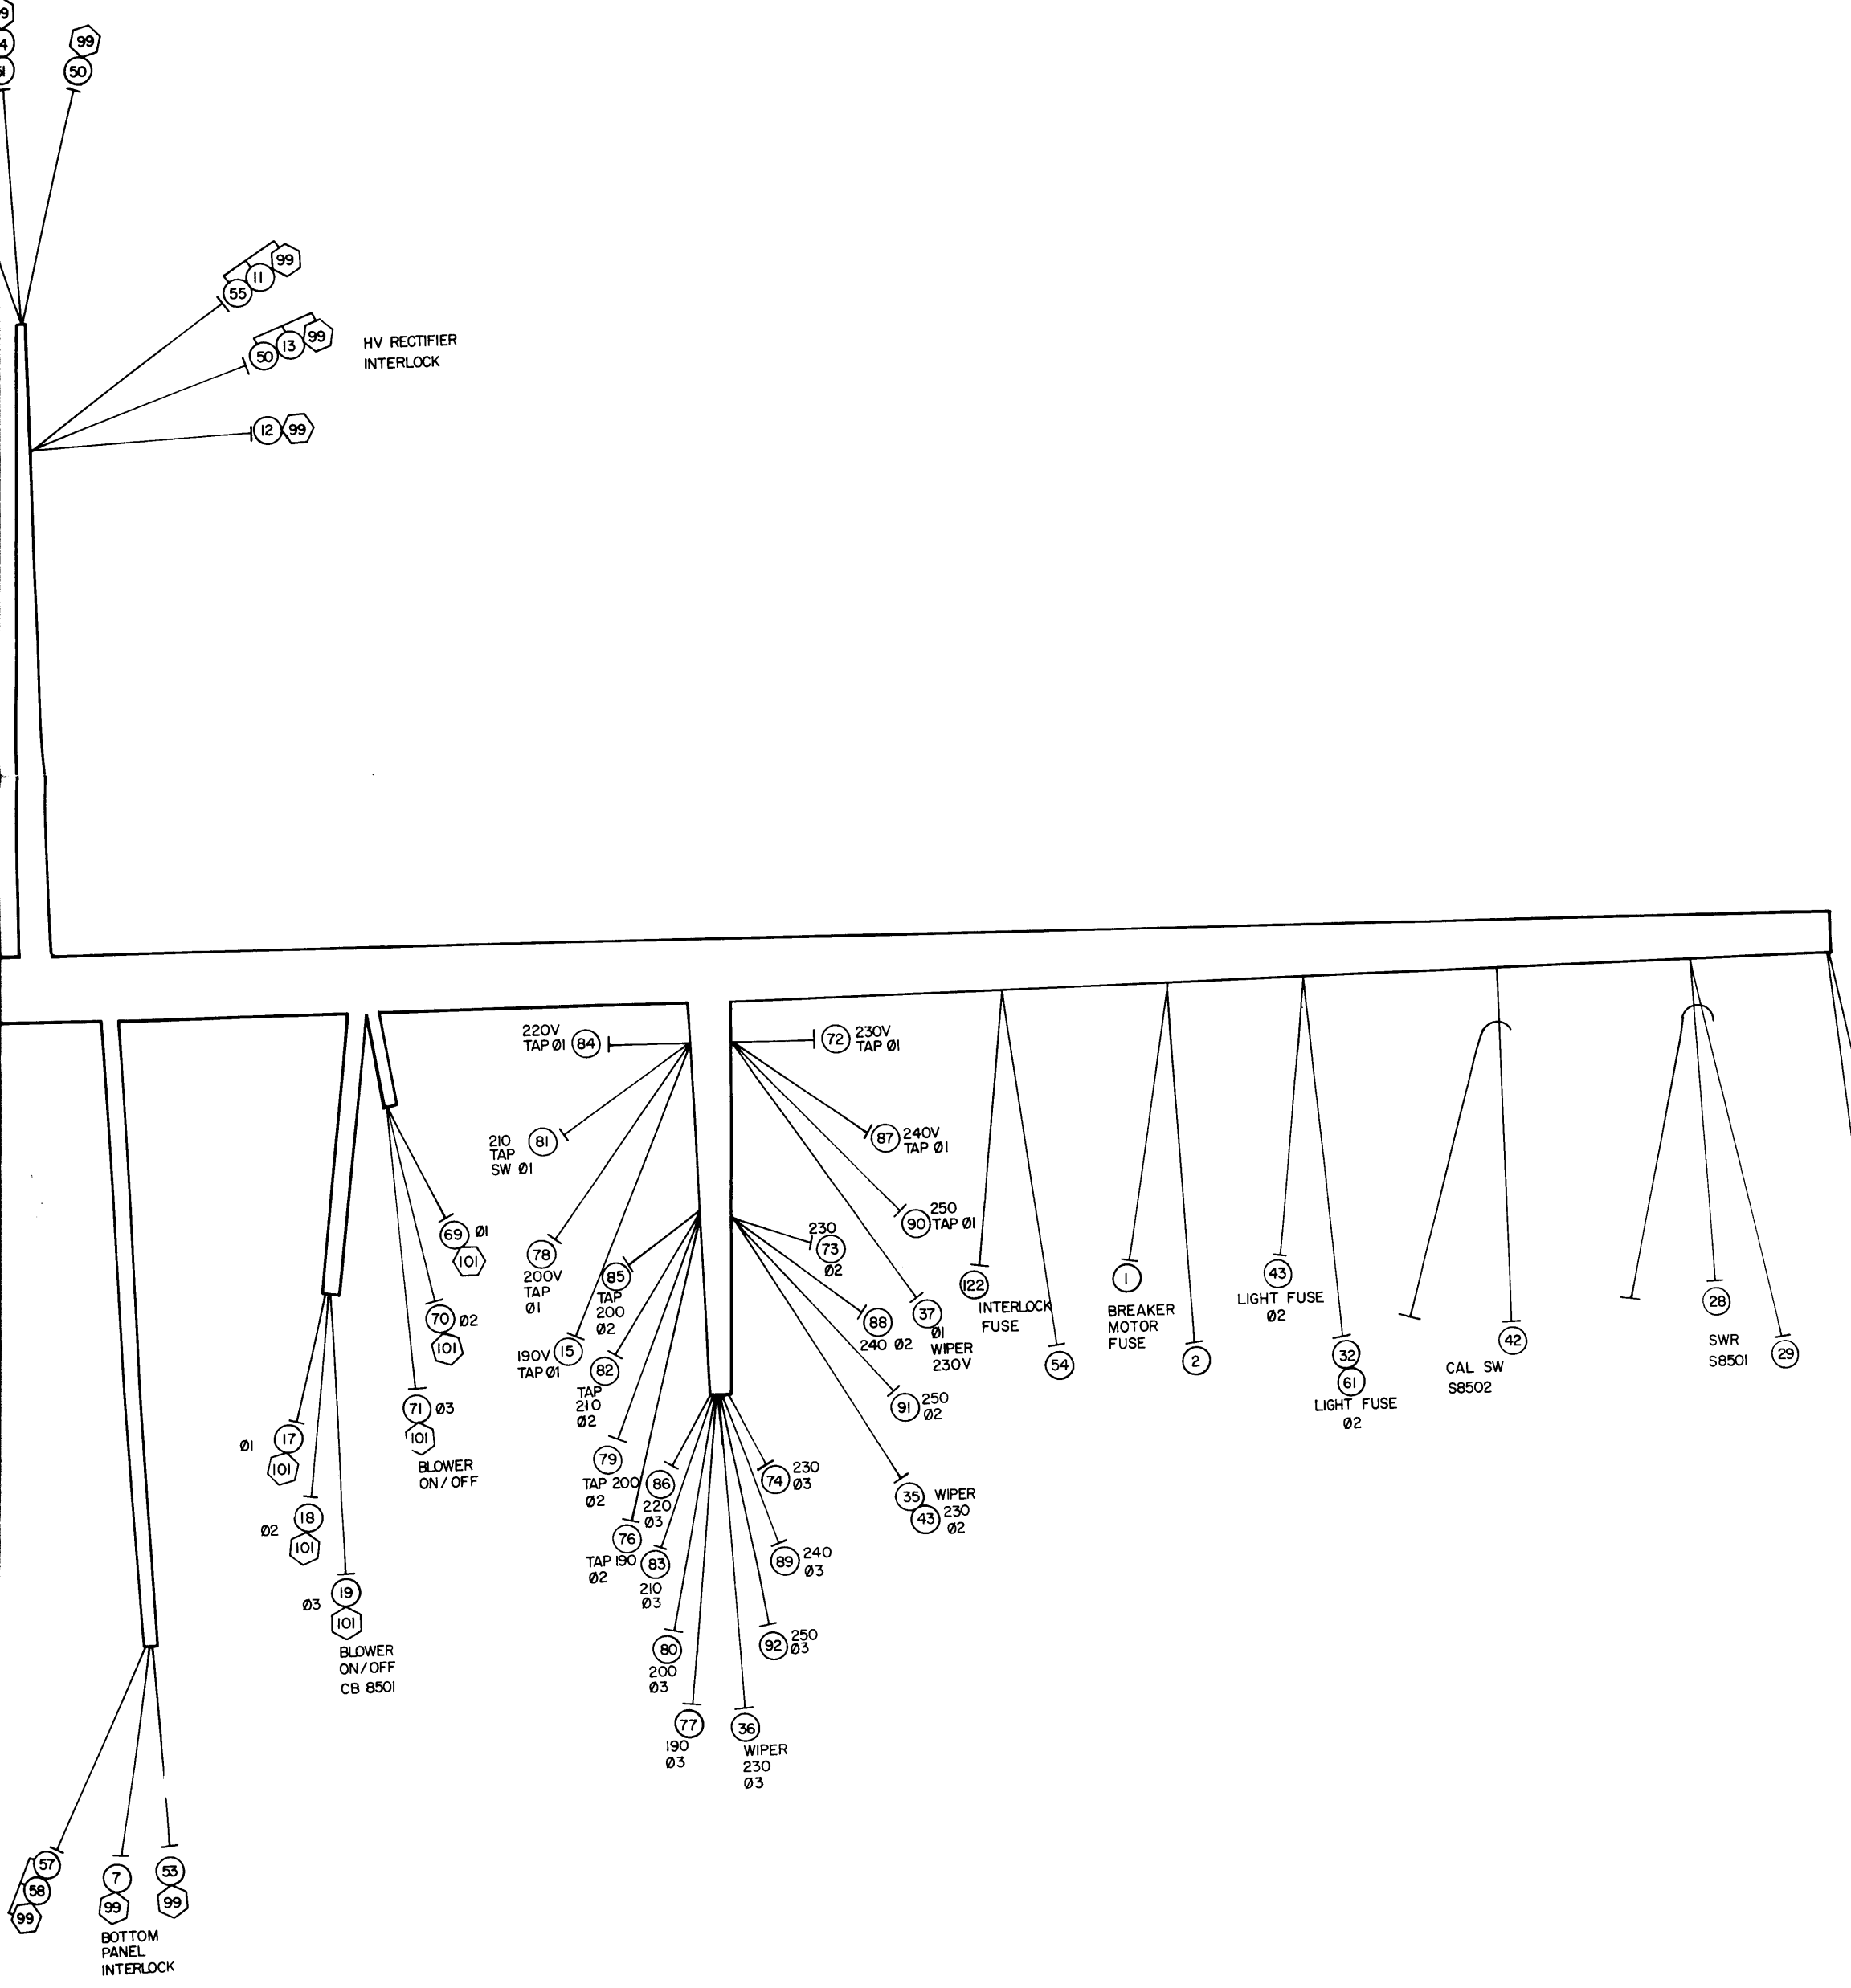 99
50
99
11
55
99
13
50
HV RECTIFIER
INTERLOCK
12 99
220V
TAP Ø1 84
72 230V
TAP Ø1
210
TAP
SW Ø1
81
87 240V
TAP Ø1
78
200V
TAP
Ø1
90 250
TAP Ø1
69 Ø1
101
85
TAP
200
Ø2
230
73
Ø2
70 Ø2
101
190V
TAP Ø1
15
82
TAP
210
Ø2
88
240 Ø2
37
Ø1
WIPER
230V
122
INTERLOCK
FUSE
54
1
BREAKER
MOTOR
FUSE
2
43
LIGHT FUSE
Ø2
32
61
LIGHT FUSE
Ø2
42
CAL SW
S8502
28
SWR
S8501
29
71 Ø3
101
BLOWER
ON/OFF
Ø1 17
101
Ø2 18
101
Ø3 19
101
BLOWER
ON/OFF
CB 8501
79
TAP 200
Ø2
86
220
Ø3
76
TAP 190
Ø2
83
210
Ø3
80
200
Ø3
77
190
Ø3
36
WIPER
230
Ø3
74 230
Ø3
89 240
Ø3
92 250
Ø3
91 250
Ø2
35 WIPER
43 230
Ø2
57
58
99
7
99
53
99
BOTTOM
PANEL
INTERLOCK